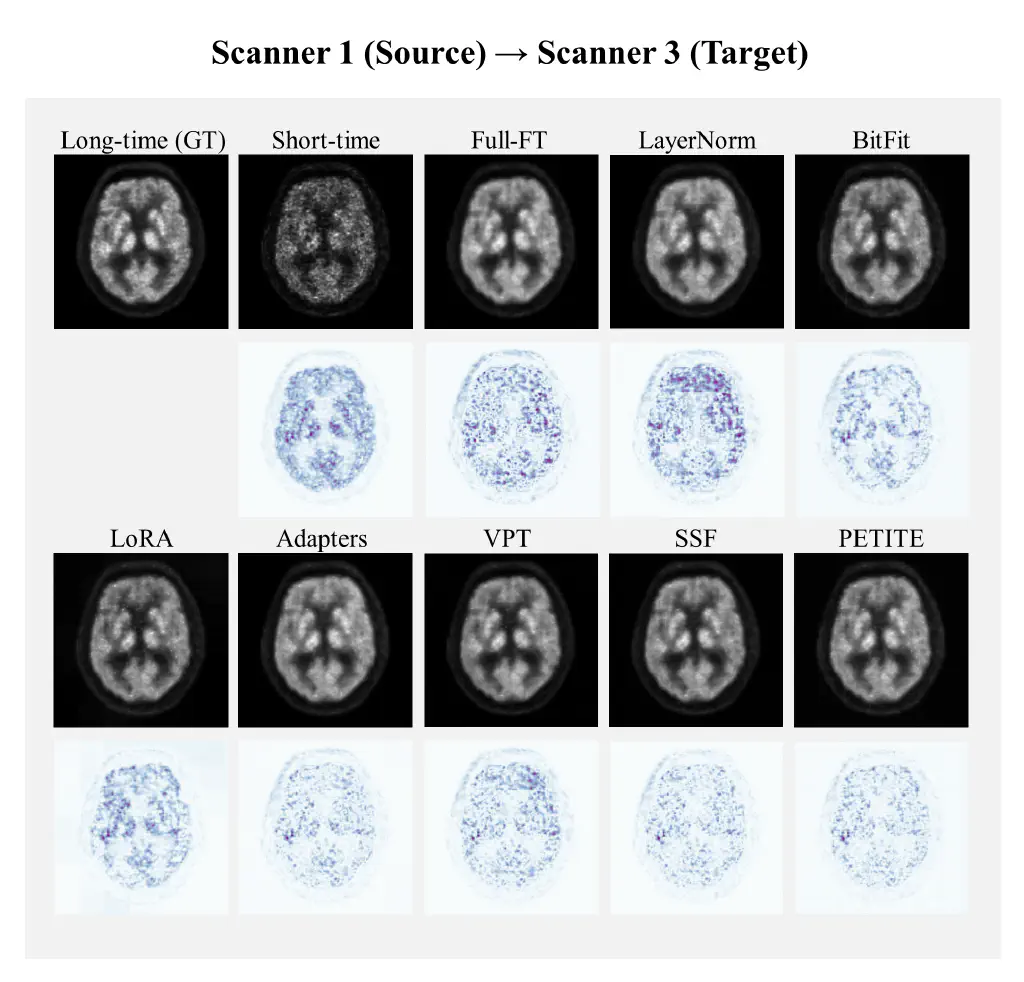 Scanner 1 (Source) → Scanner 3 (Target)
Long-time (GT) Short-time Full-FT LayerNorm BitFit
LoRA Adapters VPT SSF PETITE